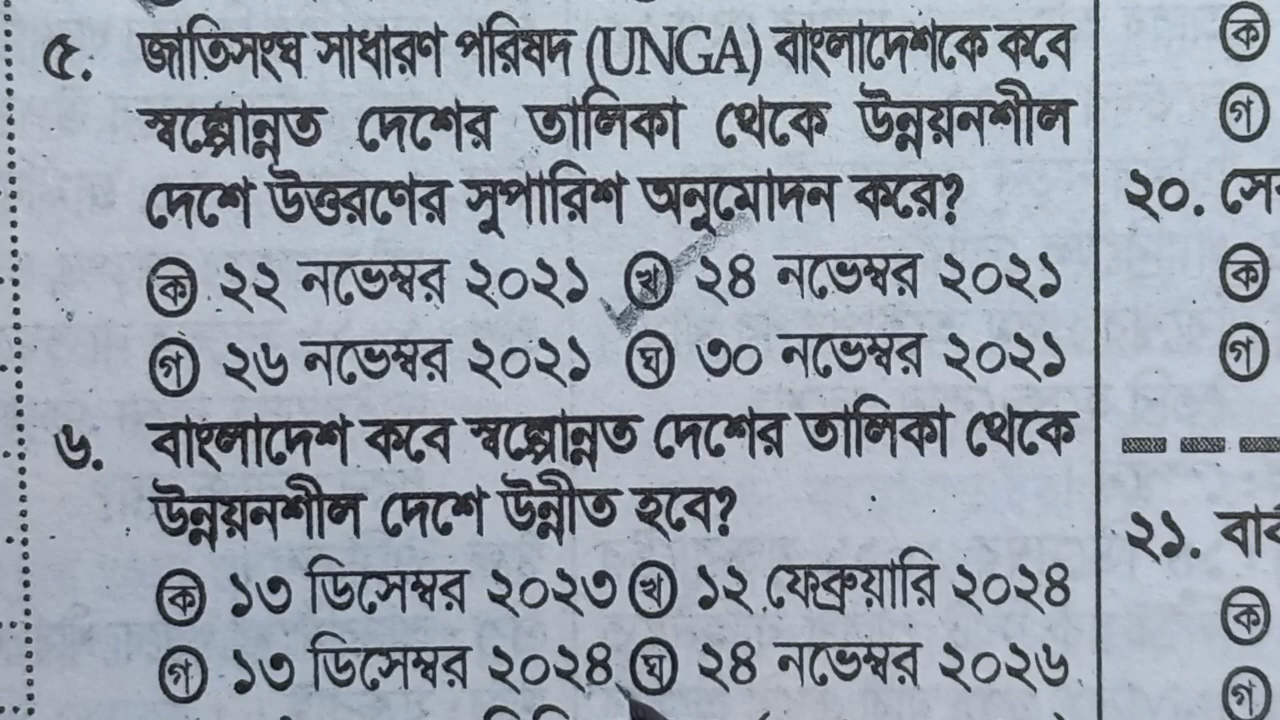 ৫. জাতিসংঘ সাধারণ পরিষদ (UNGA) বাংলাদেশকে কবে
স্বল্পোন্নত দেশের তালিকা থেকে উন্নয়নশীল
দেশে উত্তরণের সুপারিশ অনুমোদন করে?
ক ২২ নভেম্বর ২০২১ খ ২৪ নভেম্বর ২০২১
গ ২৬ নভেম্বর ২০২১ ঘ ৩০ নভেম্বর ২০২১
৬. বাংলাদেশ কবে স্বল্পোন্নত দেশের তালিকা থেকে
উন্নয়নশীল দেশে উন্নীত হবে?
ক ১৩ ডিসেম্বর ২০২৩ খ ১২ ফেব্রুয়ারি ২০২৪
গ ১৩ ডিসেম্বর ২০২৪ ঘ ২৪ নভেম্বর ২০২৬
ক
গ
২০.
ক
গ
২১.
ক
গ